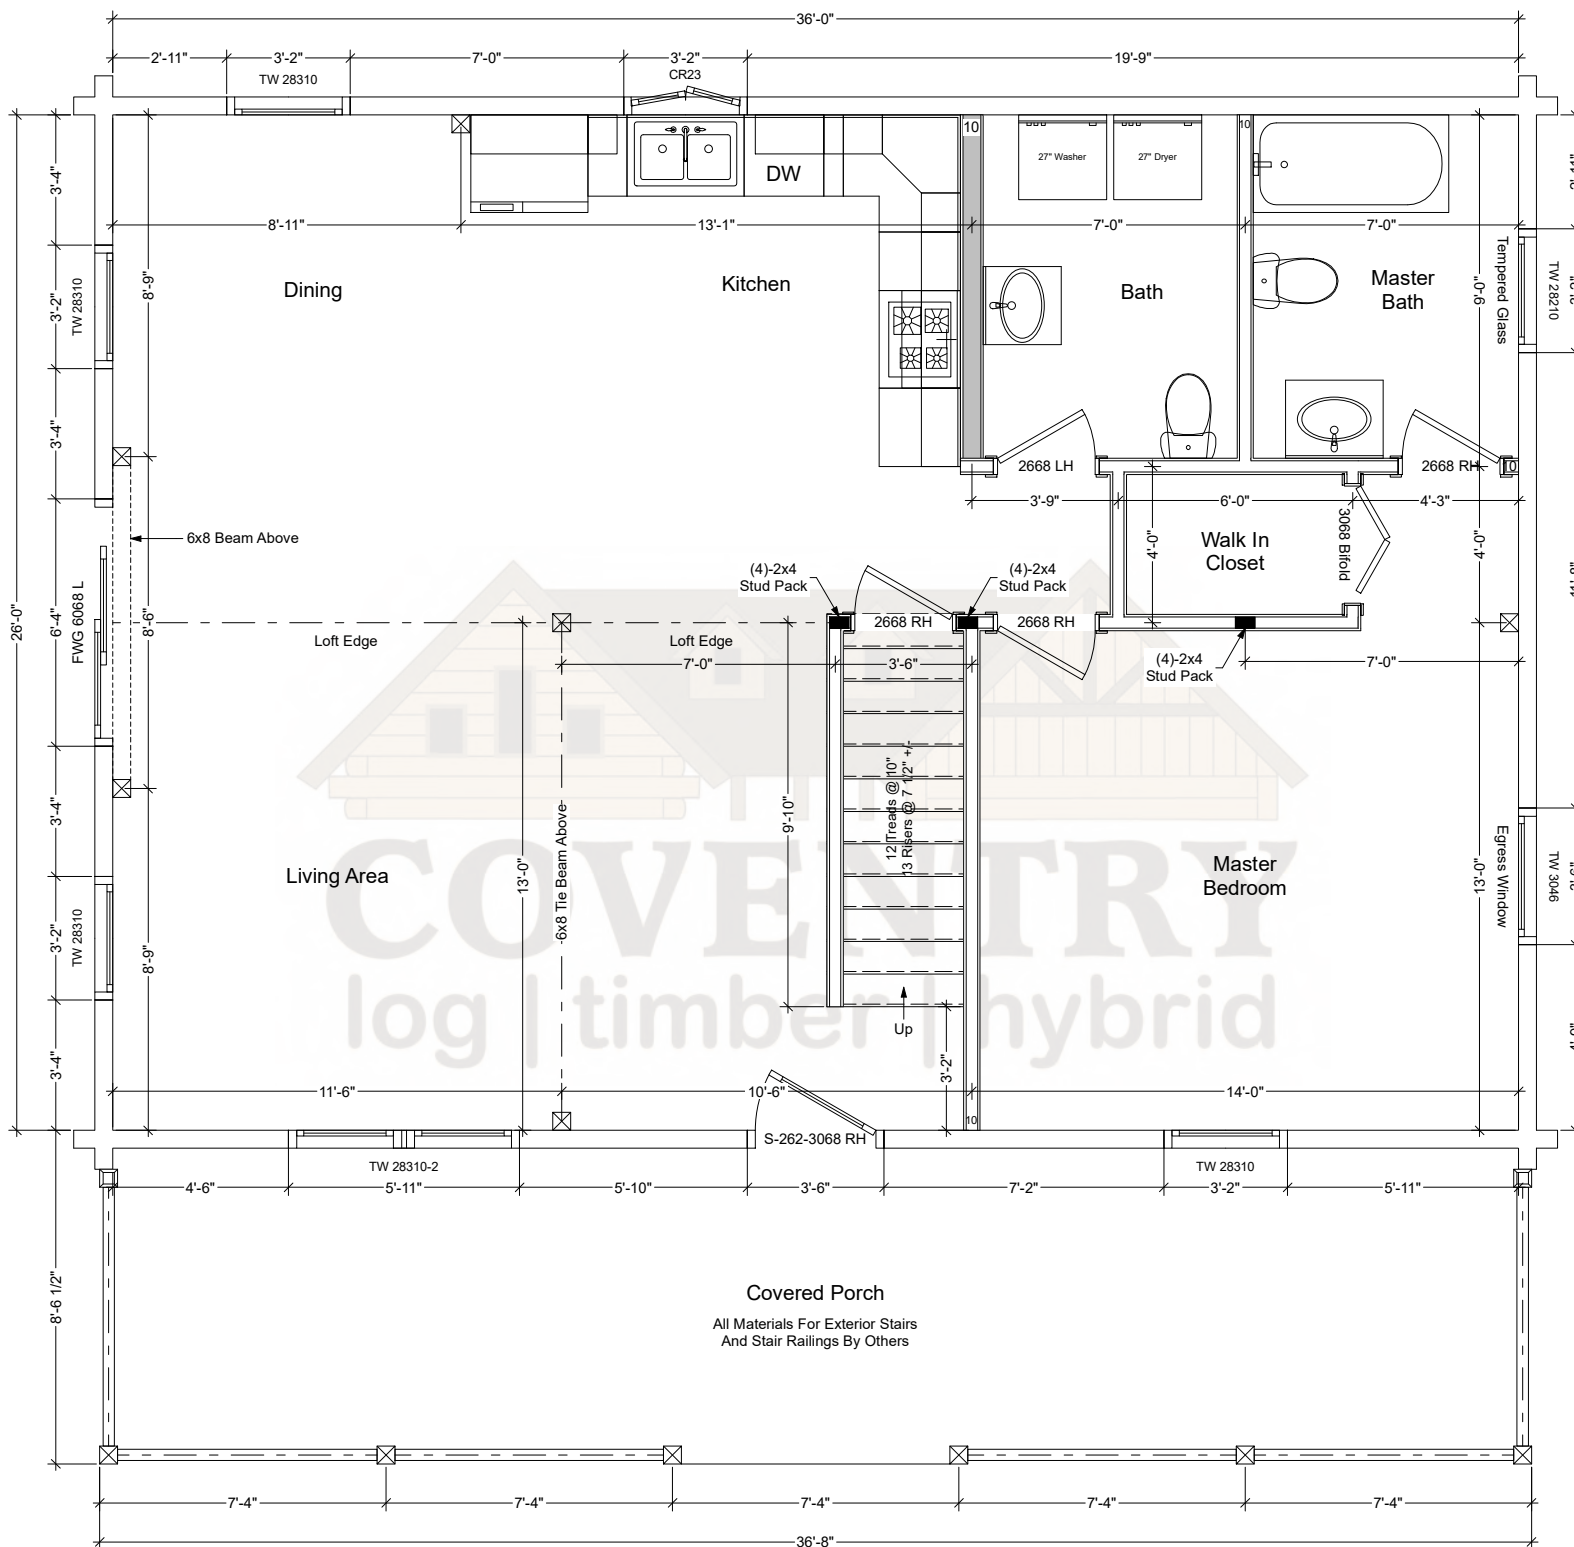 36'-0"
2'-11"
3'-2"
7'-0"
3'-2"
19'-9"
TW 28310
CR23
10
10
27" Washer
27" Dryer
DW
3'-4"
8'-11"
13'-1"
7'-0"
7'-0"
8'-9"
3'-2"
TW 28310
Dining
Kitchen
Bath
Master
Bath
9'-0"
Tempered Glass
TW 28210
3'-4"
2668 LH
2668 RH
10
3'-9"
6'-0"
4'-3"
6x8 Beam Above
4'-0"
Walk In
Closet
3068 Bifold
4'-0"
26'-0"
6'-4"
FWG 6068 L
8'-6"
(4)-2x4
Stud Pack
(4)-2x4
Stud Pack
2668 RH
2668 RH
Loft Edge
Loft Edge
7'-0"
3'-6"
(4)-2x4
Stud Pack
7'-0"
12 Treads @ 10"
13 Risers @ 7 1/2" +/-
3'-4"
9'-10"
6x8 Tie Beam Above
13'-0"
COVENTRY
log | timber | hybrid
Living Area
Master
Bedroom
13'-0"
Egress Window
TW 3046
3'-2"
TW 28310
8'-9"
Up
3'-4"
3'-2"
11'-6"
10'-6"
14'-0"
10
S-262-3068 RH
TW 28310-2
TW 28310
4'-6"
5'-11"
5'-10"
3'-6"
7'-2"
3'-2"
5'-11"
8'-6 1/2"
Covered Porch
All Materials For Exterior Stairs
And Stair Railings By Others
7'-4"
7'-4"
7'-4"
7'-4"
7'-4"
36'-8"